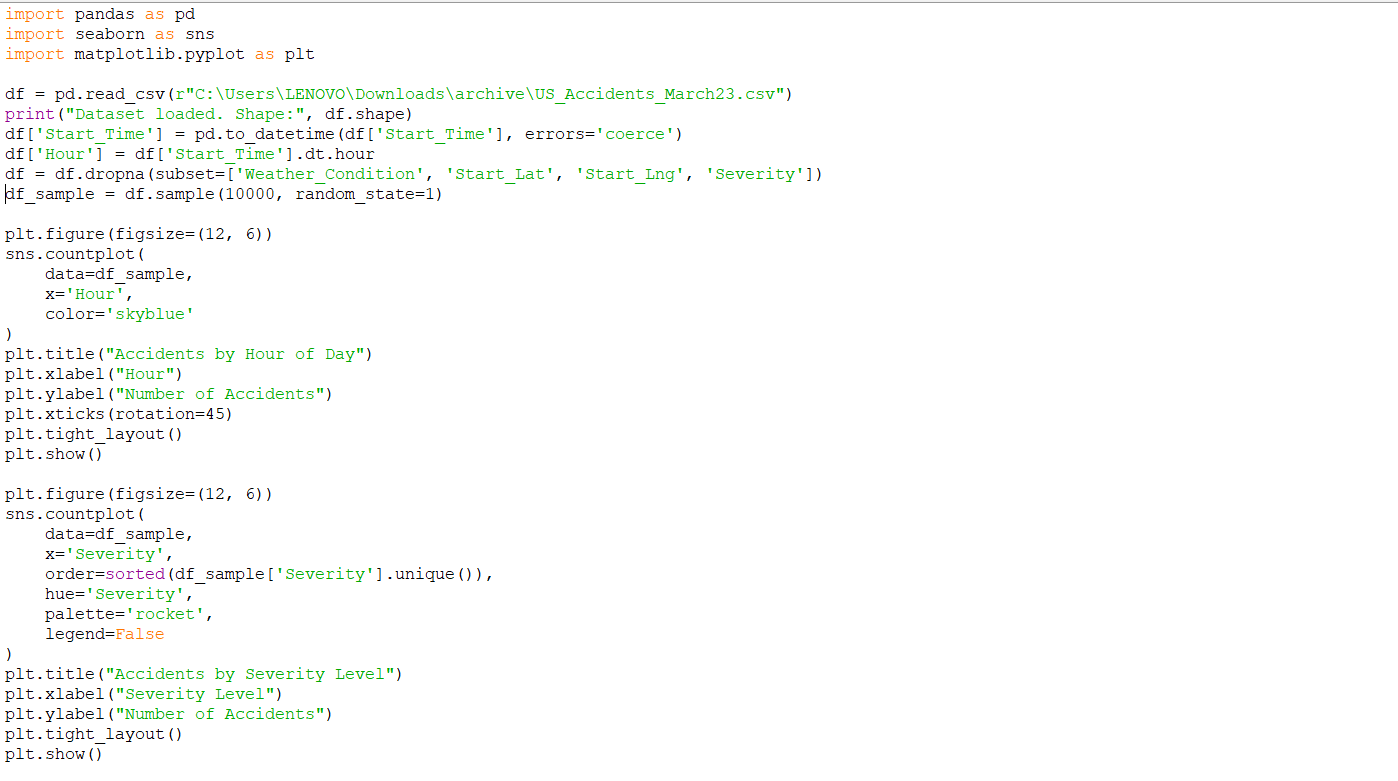 import pandas as pd
import seaborn as sns
import matplotlib.pyplot as plt

df = pd.read_csv(r"C:\Users\LENOVO\Downloads\archive\US_Accidents_March23.csv")
print("Dataset loaded. Shape:", df.shape)
df['Start_Time'] = pd.to_datetime(df['Start_Time'], errors='coerce')
df['Hour'] = df['Start_Time'].dt.hour
df = df.dropna(subset=['Weather_Condition', 'Start_Lat', 'Start_Lng', 'Severity'])
df_sample = df.sample(10000, random_state=1)

plt.figure(figsize=(12, 6))
sns.countplot(
    data=df_sample,
    x='Hour',
    color='skyblue'
)
plt.title("Accidents by Hour of Day")
plt.xlabel("Hour")
plt.ylabel("Number of Accidents")
plt.xticks(rotation=45)
plt.tight_layout()
plt.show()

plt.figure(figsize=(12, 6))
sns.countplot(
    data=df_sample,
    x='Severity',
    order=sorted(df_sample['Severity'].unique()),
    hue='Severity',
    palette='rocket',
    legend=False
)
plt.title("Accidents by Severity Level")
plt.xlabel("Severity Level")
plt.ylabel("Number of Accidents")
plt.tight_layout()
plt.show()